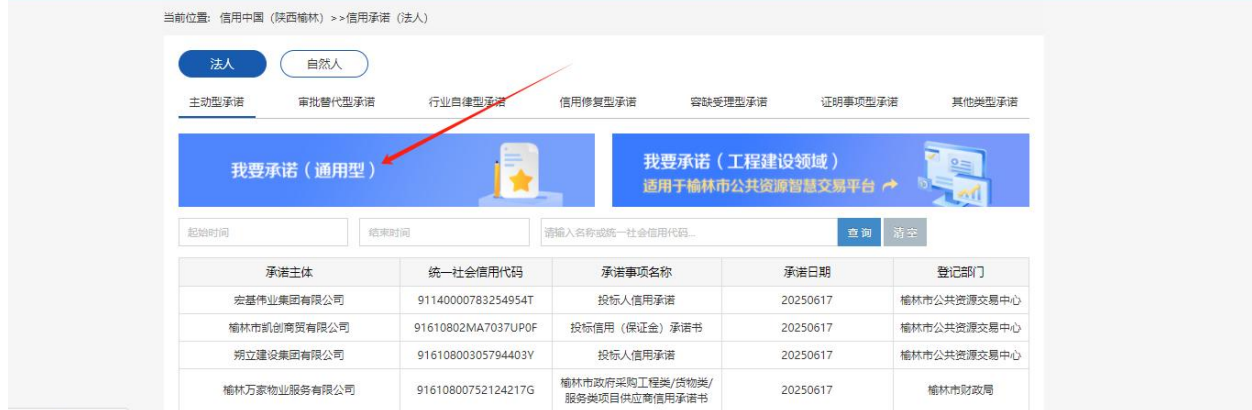 当前位置: 信用中国（陕西榆林）>>信用承诺（法人）
法人 自然人
主动型承诺 审批替代型承诺 行业自律型承诺 信用修复型承诺 容缺受理型承诺 证明事项型承诺 其他类型承诺
我要承诺（通用型） 我要承诺（工程建设领域）
适用于榆林市公共资源智慧交易平台
起始时间 结束时间 请输入名称或统一社会信用代码... 查询 清空
承诺主体 统一社会信用代码 承诺事项名称 承诺日期 登记部门
宏基伟业集团有限公司 91140000783254954T 投标人信用承诺 20250617 榆林市公共资源交易中心
榆林市凯创商贸有限公司 91610802MA7037UP0F 投标信用（保证金）承诺书 20250617 榆林市公共资源交易中心
朔立建设集团有限公司 91610800305794403Y 投标人信用承诺 20250617 榆林市公共资源交易中心
榆林万家物业服务有限公司 91610800752124217G 榆林市政府采购工程类/货物类/
服务类项目供应商信用承诺书 20250617 榆林市财政局